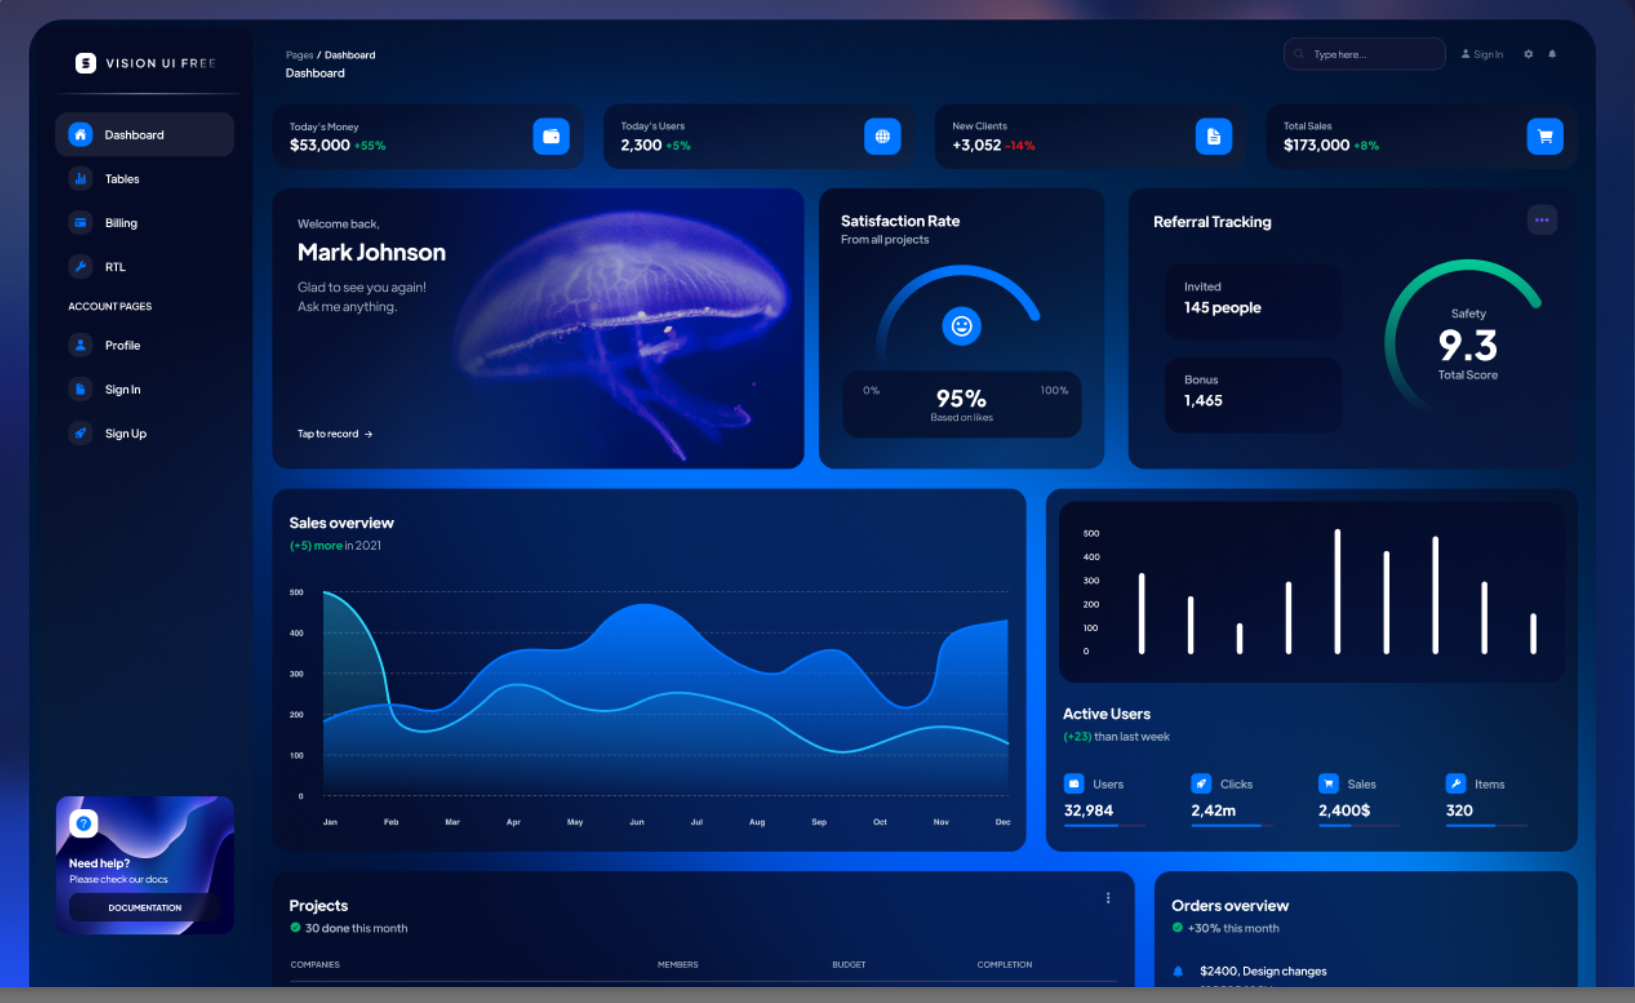 VISION UI FREE
Dashboard
Tables
Billing
RTL
ACCOUNT PAGES
Profile
Sign In
Sign Up
Need help?
Please check our docs
DOCUMENTATION
Pages / Dashboard
Dashboard
Type here...
Sign In
Today's Money
$53,000 +55%
Today's Users
2,300 +5%
New Clients
+3,052 -14%
Total Sales
$173,000 +8%
Welcome back,
Mark Johnson
Glad to see you again!
Ask me anything.
Tap to record →
Satisfaction Rate
From all projects
0%
95%
100%
Based on likes
Referral Tracking
Invited
145 people
Bonus
1,465
Safety
9.3
Total Score
Sales overview
(+5) more in 2021
500
400
300
200
100
0
Jan Feb Mar Apr May Jun Jul Aug Sep Oct Nov Dec
500
400
300
200
100
0
Active Users
(+23) than last week
Users
32,984
Clicks
2,42m
Sales
2,400$
Items
320
Projects
30 done this month
COMPANIES MEMBERS BUDGET COMPLETION
Orders overview
+30% this month
$2400, Design changes